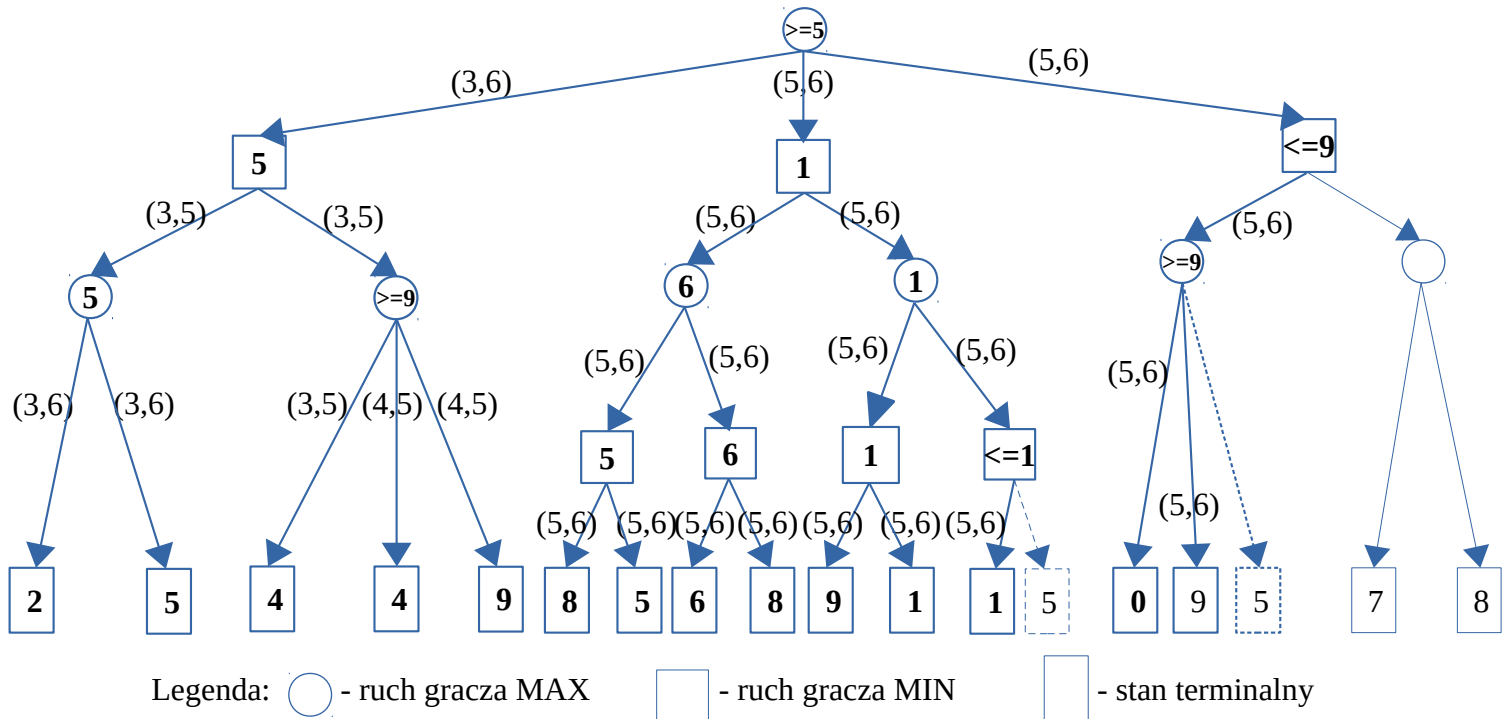 >=5
(3,6) (5,6) (5,6)
5 1 <=9
(3,5) (3,5) (5,6) (5,6) (5,6)
5 >=9 6 1 >=9
(5,6) (5,6) (5,6) (5,6) (5,6)
(3,6) (3,6) (3,5) (4,5) (4,5)
5 6 1 <=1
(5,6) (5,6) (5,6) (5,6) (5,6) (5,6) (5,6) (5,6)
2 5 4 4 9 8 5 6 8 9 1 1 5 0 9 5 7 8
Legenda: - ruch gracza MAX - ruch gracza MIN - stan terminalny